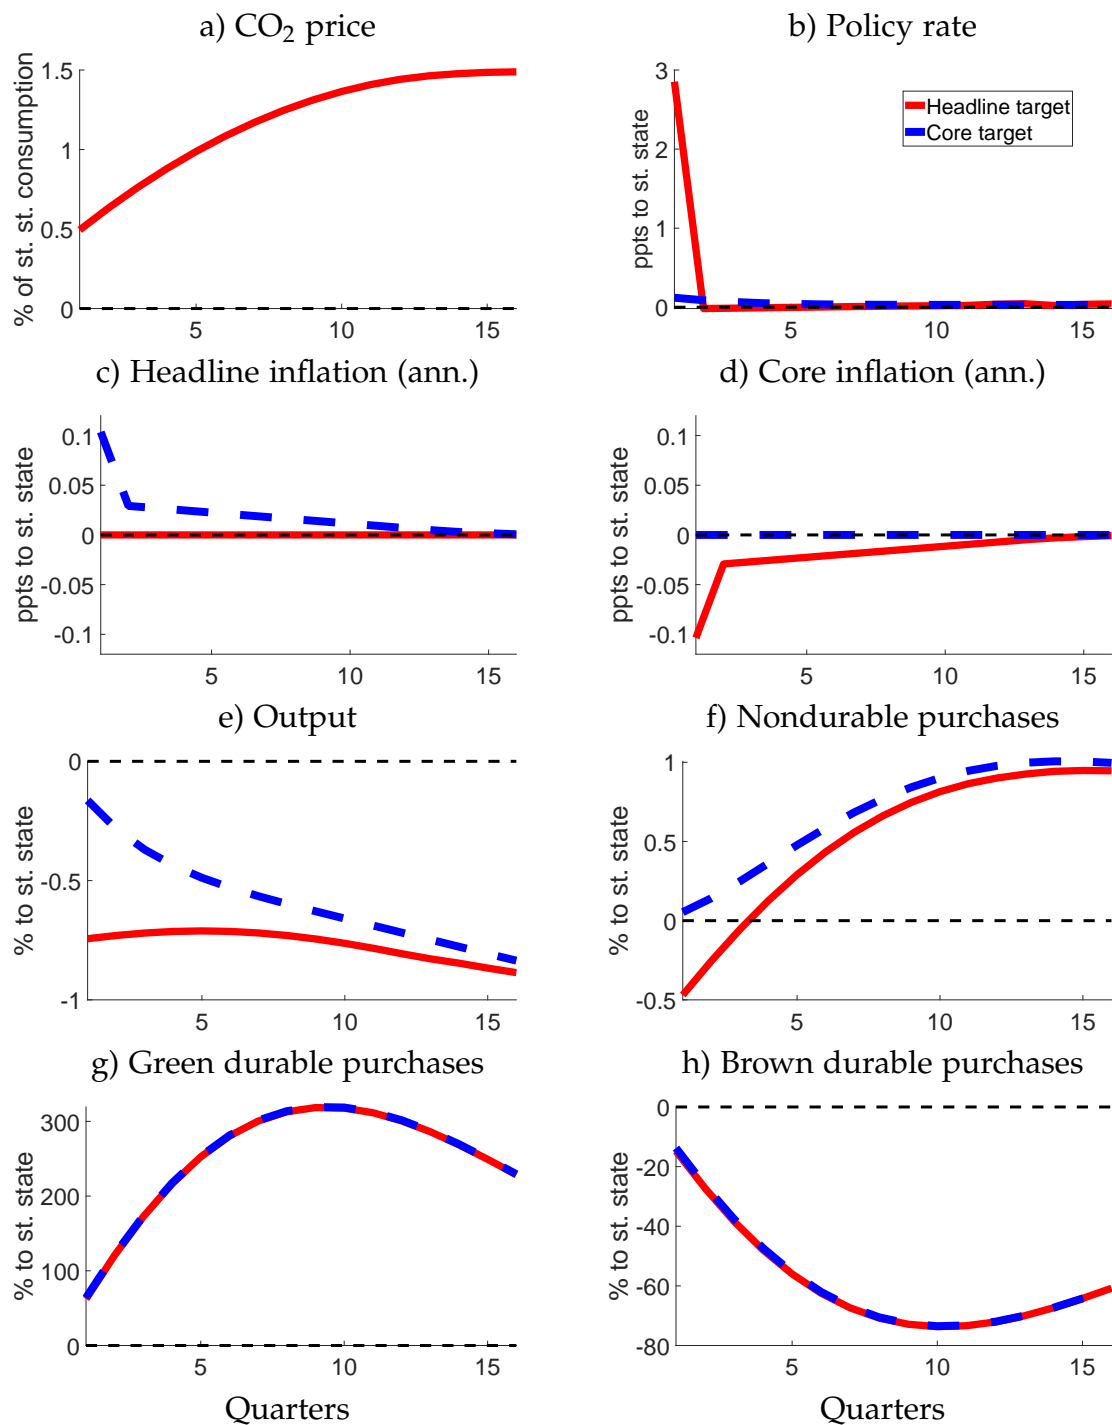 a) CO₂ price
% of st. st. consumption
1.5
1
0.5
0
5 10 15
b) Policy rate
ppts to st. state
3
2
1
0
5 10 15
Headline target
Core target
c) Headline inflation (ann.)
ppts to st. state
0.1
0.05
0
-0.05
-0.1
5 10 15
d) Core inflation (ann.)
ppts to st. state
0.1
0.05
0
-0.05
-0.1
5 10 15
e) Output
% to st. state
0
-0.5
-1
5 10 15
f) Nondurable purchases
% to st. state
1
0.5
0
-0.5
5 10 15
g) Green durable purchases
% to st. state
300
200
100
0
5 10 15
Quarters
h) Brown durable purchases
% to st. state
0
-20
-40
-60
-80
5 10 15
Quarters